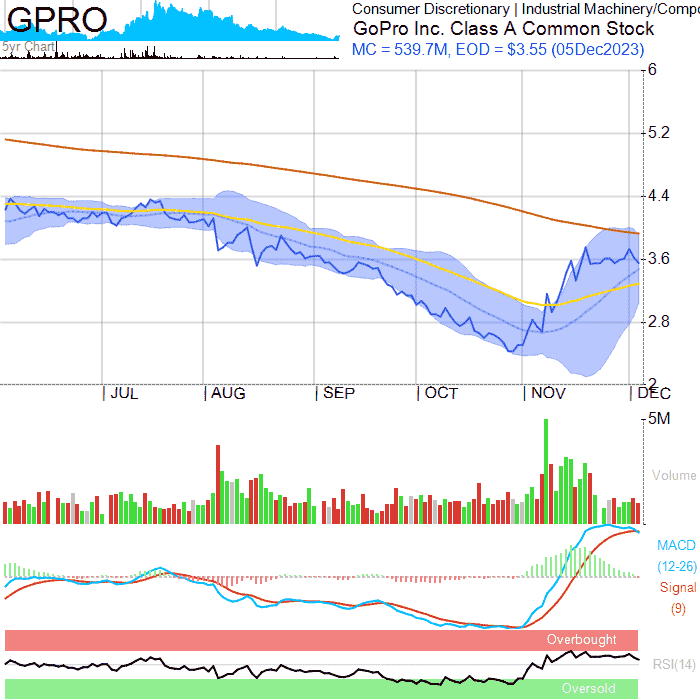 GPRO
5yr Chart
Consumer Discretionary | Industrial Machinery/Compo
GoPro Inc. Class A Common Stock
MC = 539.7M, EOD = $3.55 (05Dec2023)
6
5.2
4.4
3.6
2.8
2
JUL
AUG
SEP
OCT
NOV
DEC
5M
Volume
MACD
(12-26)
Signal
(9)
Overbought
RSI(14)
Oversold